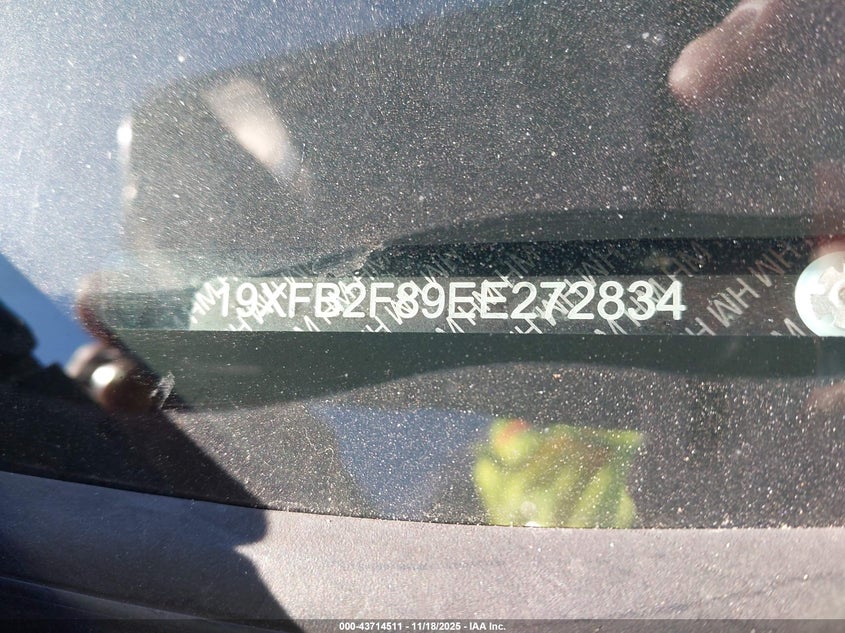 19XFB2F89EE272834
000-43714511 - 11/18/2025 - IAA Inc.